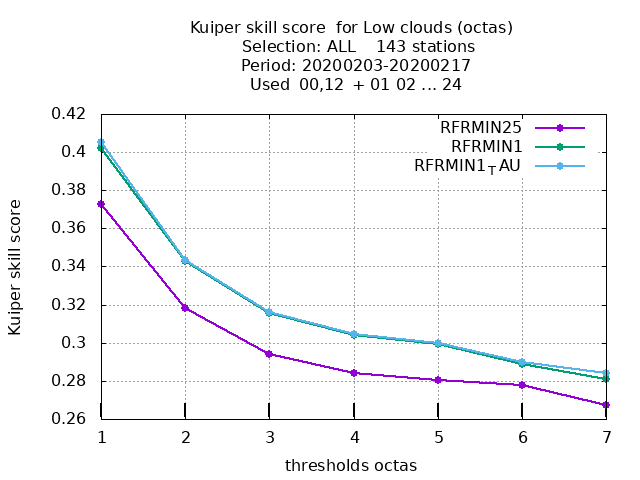 Kuiper skill score  for Low clouds (octas)
Selection: ALL    143 stations
Period: 20200203-20200217
Used  00,12  + 01 02 ... 24
RFRMIN25
RFRMIN1
RFRMIN1TAU
0.42
0.4
0.38
0.36
0.34
0.32
0.3
0.28
0.26
Kuiper skill score
1 2 3 4 5 6 7
thresholds octas